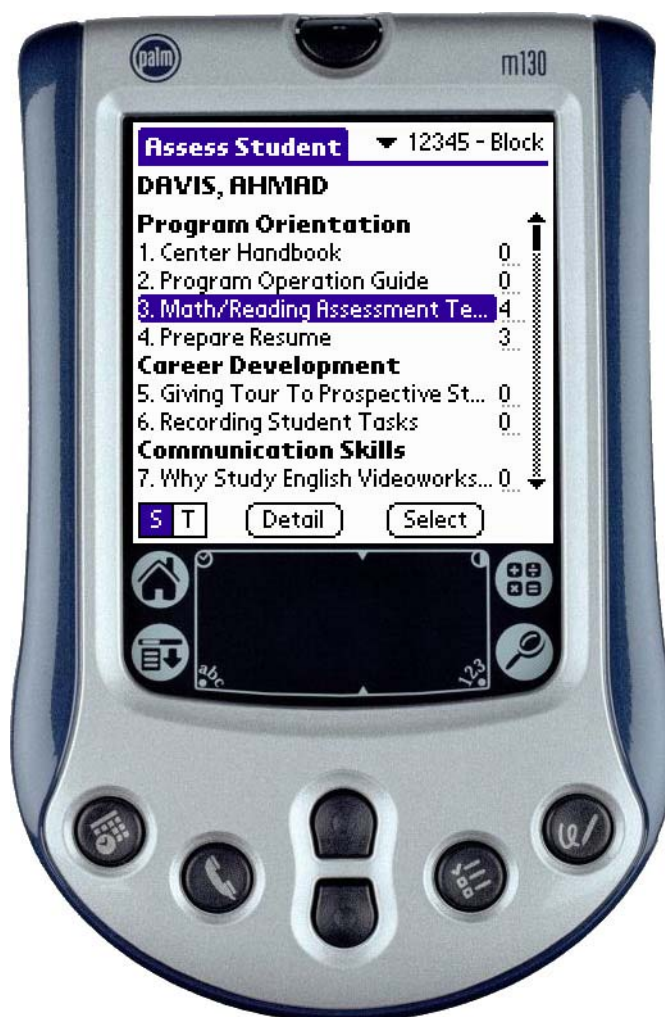 palm
m130
Assess Student
12345 - Block
DAVIS, AHMAD
Program Orientation
1. Center Handbook 0
2. Program Operation Guide 0
3. Math/Reading Assessment Te... 4
4. Prepare Resume 3
Career Development
5. Giving Tour To Prospective St... 0
6. Recording Student Tasks 0
Communication Skills
7. Why Study English Videoworks... 0
S T Detail Select
abc
123